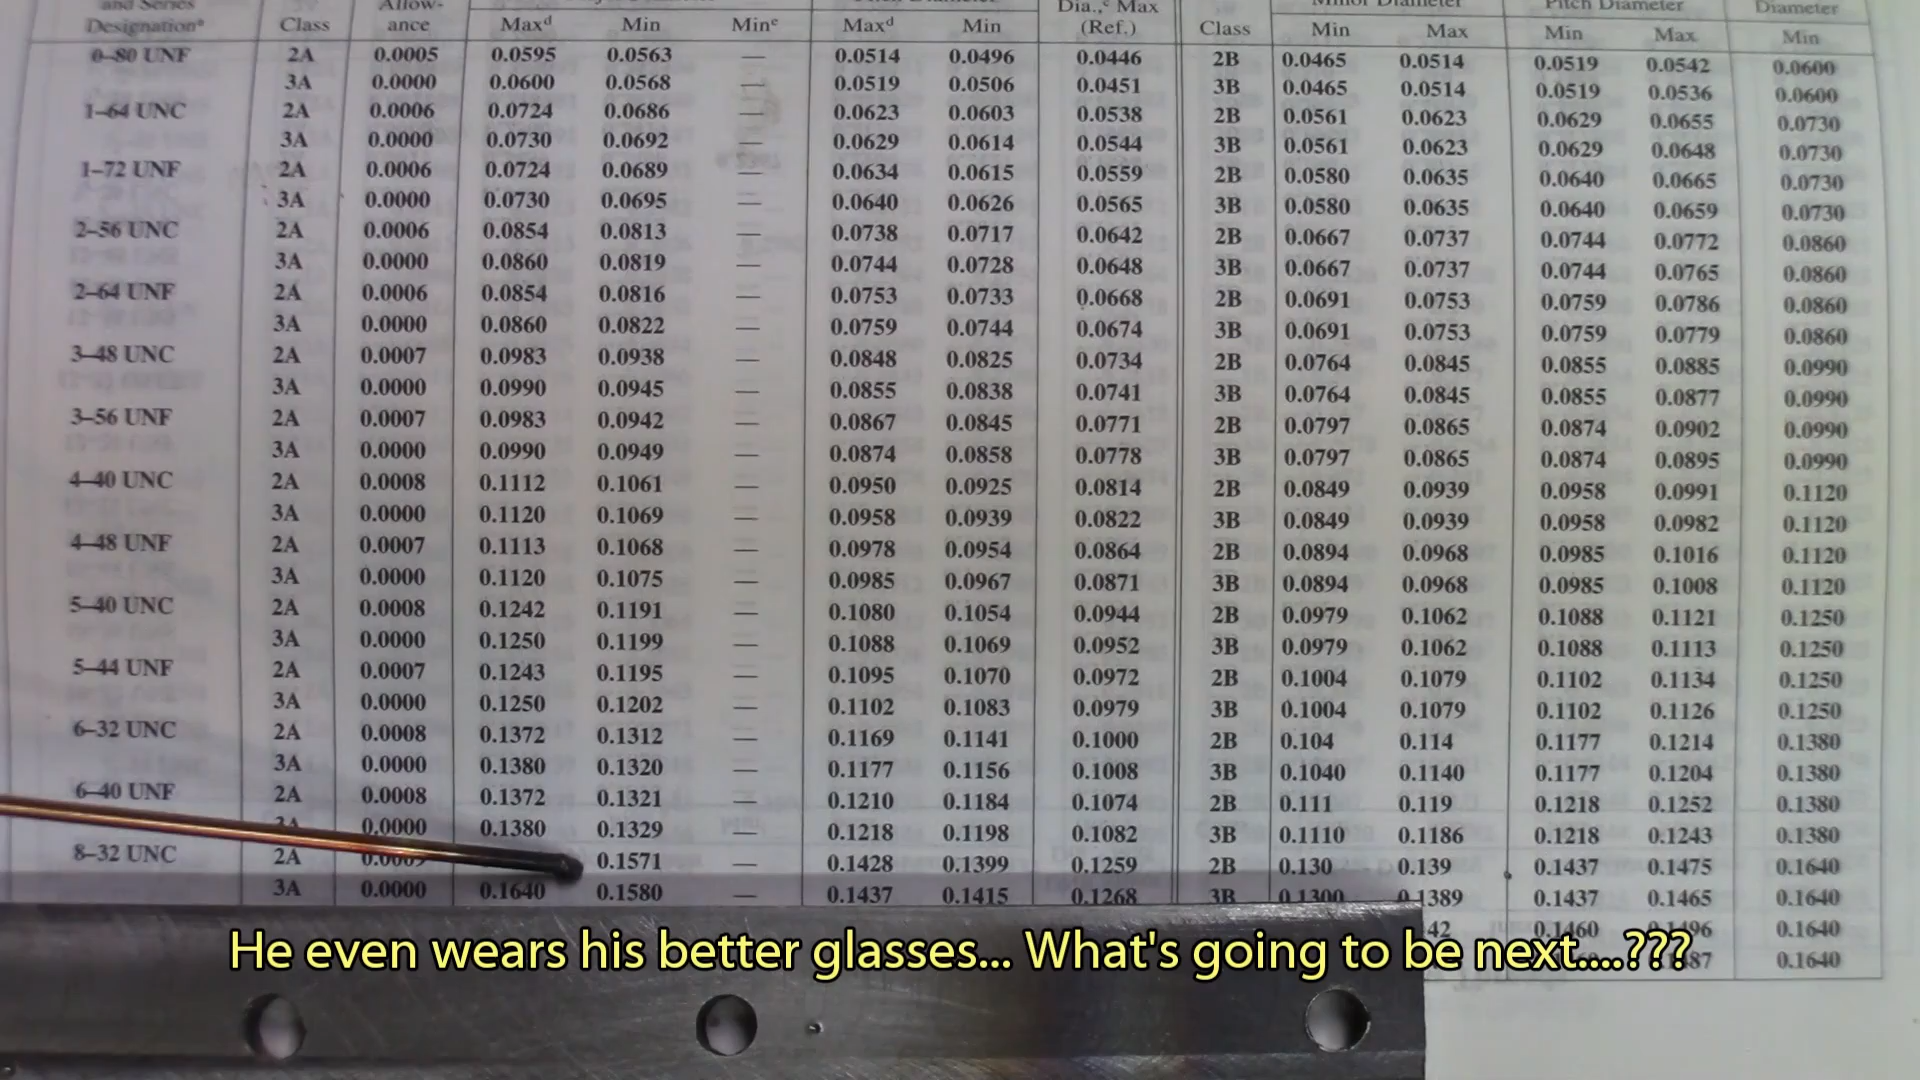 and Series Allow- Dia.,ᶜ Max Minor Diameter Pitch Diameter Diameter
Designationᵃ Class ance Maxᵈ Min Minᵉ Maxᵈ Min (Ref.) Class Min Max Min Max Min
0–80 UNF 2A 0.0005 0.0595 0.0563 — 0.0514 0.0496 0.0446 2B 0.0465 0.0514 0.0519 0.0542 0.0600
3A 0.0000 0.0600 0.0568 — 0.0519 0.0506 0.0451 3B 0.0465 0.0514 0.0519 0.0536 0.0600
1–64 UNC 2A 0.0006 0.0724 0.0686 — 0.0623 0.0603 0.0538 2B 0.0561 0.0623 0.0629 0.0655 0.0730
3A 0.0000 0.0730 0.0692 — 0.0629 0.0614 0.0544 3B 0.0561 0.0623 0.0629 0.0648 0.0730
1–72 UNF 2A 0.0006 0.0724 0.0689 — 0.0634 0.0615 0.0559 2B 0.0580 0.0635 0.0640 0.0665 0.0730
3A 0.0000 0.0730 0.0695 — 0.0640 0.0626 0.0565 3B 0.0580 0.0635 0.0640 0.0659 0.0730
2–56 UNC 2A 0.0006 0.0854 0.0813 — 0.0738 0.0717 0.0642 2B 0.0667 0.0737 0.0744 0.0772 0.0860
3A 0.0000 0.0860 0.0819 — 0.0744 0.0728 0.0648 3B 0.0667 0.0737 0.0744 0.0765 0.0860
2–64 UNF 2A 0.0006 0.0854 0.0816 — 0.0753 0.0733 0.0668 2B 0.0691 0.0753 0.0759 0.0786 0.0860
3A 0.0000 0.0860 0.0822 — 0.0759 0.0744 0.0674 3B 0.0691 0.0753 0.0759 0.0779 0.0860
3–48 UNC 2A 0.0007 0.0983 0.0938 — 0.0848 0.0825 0.0734 2B 0.0764 0.0845 0.0855 0.0885 0.0990
3A 0.0000 0.0990 0.0945 — 0.0855 0.0838 0.0741 3B 0.0764 0.0845 0.0855 0.0877 0.0990
3–56 UNF 2A 0.0007 0.0983 0.0942 — 0.0867 0.0845 0.0771 2B 0.0797 0.0865 0.0874 0.0902 0.0990
3A 0.0000 0.0990 0.0949 — 0.0874 0.0858 0.0778 3B 0.0797 0.0865 0.0874 0.0895 0.0990
4–40 UNC 2A 0.0008 0.1112 0.1061 — 0.0950 0.0925 0.0814 2B 0.0849 0.0939 0.0958 0.0991 0.1120
3A 0.0000 0.1120 0.1069 — 0.0958 0.0939 0.0822 3B 0.0849 0.0939 0.0958 0.0982 0.1120
4–48 UNF 2A 0.0007 0.1113 0.1068 — 0.0978 0.0954 0.0864 2B 0.0894 0.0968 0.0985 0.1016 0.1120
3A 0.0000 0.1120 0.1075 — 0.0985 0.0967 0.0871 3B 0.0894 0.0968 0.0985 0.1008 0.1120
5–40 UNC 2A 0.0008 0.1242 0.1191 — 0.1080 0.1054 0.0944 2B 0.0979 0.1062 0.1088 0.1121 0.1250
3A 0.0000 0.1250 0.1199 — 0.1088 0.1069 0.0952 3B 0.0979 0.1062 0.1088 0.1113 0.1250
5–44 UNF 2A 0.0007 0.1243 0.1195 — 0.1095 0.1070 0.0972 2B 0.1004 0.1079 0.1102 0.1134 0.1250
3A 0.0000 0.1250 0.1202 — 0.1102 0.1083 0.0979 3B 0.1004 0.1079 0.1102 0.1126 0.1250
6–32 UNC 2A 0.0008 0.1372 0.1312 — 0.1169 0.1141 0.1000 2B 0.104 0.114 0.1177 0.1214 0.1380
3A 0.0000 0.1380 0.1320 — 0.1177 0.1156 0.1008 3B 0.1040 0.1140 0.1177 0.1204 0.1380
6–40 UNF 2A 0.0008 0.1372 0.1321 — 0.1210 0.1184 0.1074 2B 0.111 0.119 0.1218 0.1252 0.1380
3A 0.0000 0.1380 0.1329 — 0.1218 0.1198 0.1082 3B 0.1110 0.1186 0.1218 0.1243 0.1380
8–32 UNC 2A 0.0009 0.1571 — 0.1428 0.1399 0.1259 2B 0.130 0.139 0.1437 0.1475 0.1640
3A 0.0000 0.1640 0.1580 — 0.1437 0.1415 0.1268 3B 0.1300 0.1389 0.1437 0.1465 0.1640
42 0.1460 0.1496 0.1640
87 0.1640
He even wears his better glasses... What's going to be next....???